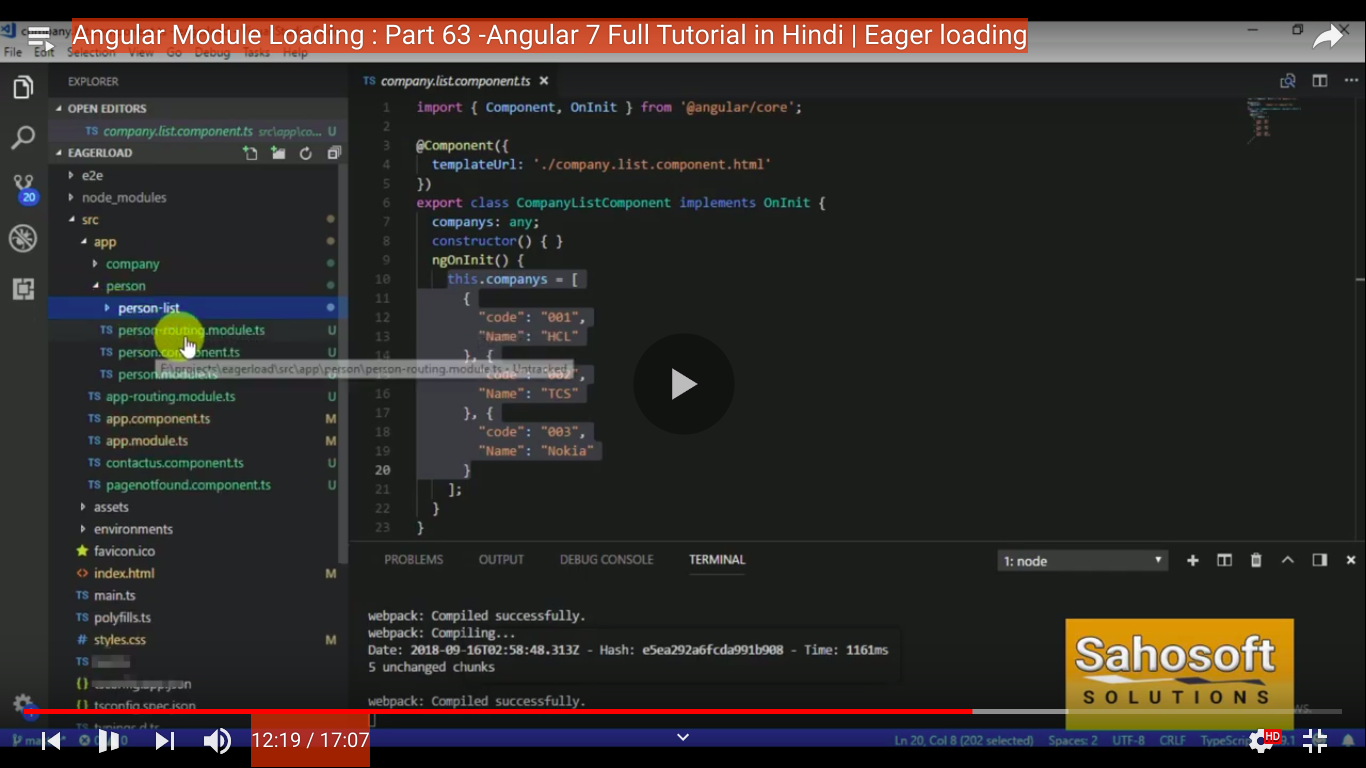 Angular Module Loading : Part 63 -Angular 7 Full Tutorial in Hindi | Eager loading
File Edit Selection View Go Debug Tasks Help
EXPLORER
OPEN EDITORS
TS company.list.component.ts src\app\co... U
EAGERLOAD
e2e
node_modules
src
app
company
person
person-list
TS person-routing.module.ts U
TS person.component.ts U
F:\projects\eagerload\src\app\person\person-routing.module.ts • Untracked
TS person.module.ts
TS app-routing.module.ts U
TS app.component.ts M
TS app.module.ts M
TS contactus.component.ts U
TS pagenotfound.component.ts U
assets
environments
favicon.ico
<> index.html M
TS main.ts
TS polyfills.ts
# styles.css M
TS
{} tsconfig.app.json
{} tsconfig.spec.json
TS typings.d.ts
20
TS company.list.component.ts ×
1 import { Component, OnInit } from '@angular/core';
2
3 @Component({
4 templateUrl: './company.list.component.html'
5 })
6 export class CompanyListComponent implements OnInit {
7 companys: any;
8 constructor() { }
9 ngOnInit() {
10 this.companys = [
11 {
12 "code": "001",
13 "Name": "HCL"
14 }, {
"code": "002",
16 "Name": "TCS"
17 }, {
18 "code": "003",
19 "Name": "Nokia"
20 }
21 ];
22 }
23 }
PROBLEMS OUTPUT DEBUG CONSOLE TERMINAL 1: node
webpack: Compiled successfully.
webpack: Compiling...
Date: 2018-09-16T02:58:48.313Z - Hash: e5ea292a6fcda991b908 - Time: 1161ms
5 unchanged chunks
webpack: Compiled successfully.
Sahosoft
SOLUTIONS
12:19 / 17:07
Ln 20, Col 8 (202 selected) Spaces: 2 UTF-8 CRLF HD